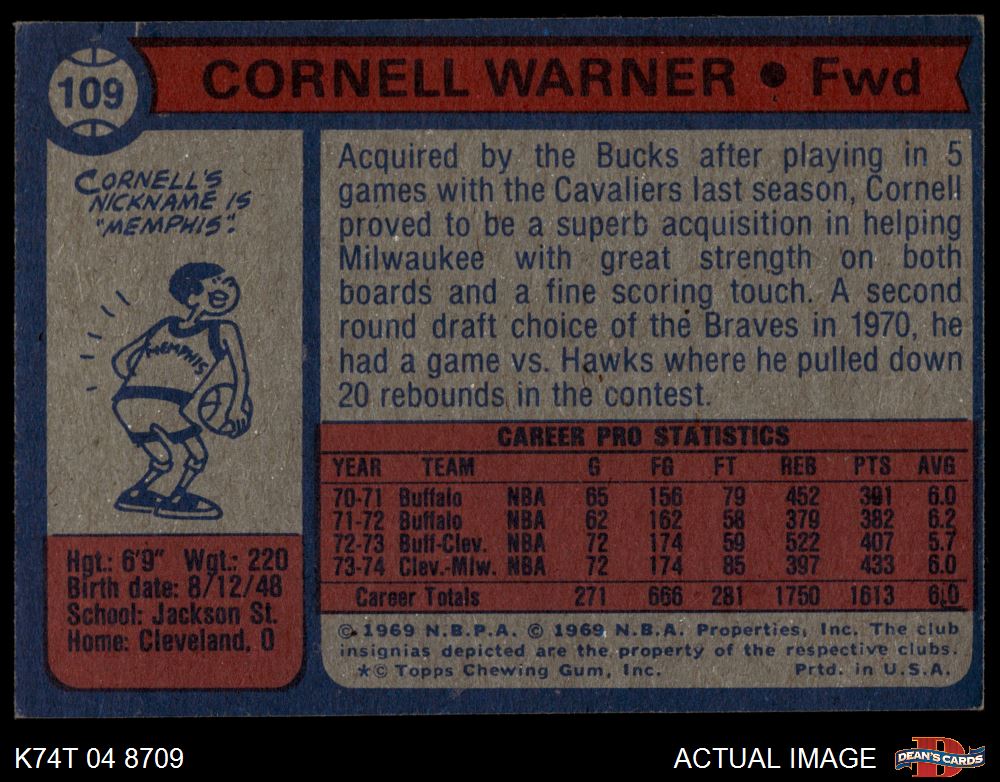 109
CORNELL WARNER • Fwd
CORNELL'S
NICKNAME IS
"MEMPHIS".
MEMPHIS
Hgt.: 6'9" Wgt.: 220
Birth date: 8/12/48
School: Jackson St.
Home: Cleveland, O
Acquired by the Bucks after playing in 5
games with the Cavaliers last season, Cornell
proved to be a superb acquisition in helping
Milwaukee with great strength on both
boards and a fine scoring touch. A second
round draft choice of the Braves in 1970, he
had a game vs. Hawks where he pulled down
20 rebounds in the contest.
CAREER PRO STATISTICS
YEAR TEAM G FG FT REB PTS AVG
70-71 Buffalo NBA 65 156 79 452 391 6.0
71-72 Buffalo NBA 62 162 58 379 382 6.2
72-73 Buff-Clev. NBA 72 174 59 522 407 5.7
73-74 Clev.-Mlw. NBA 72 174 85 397 433 6.0
Career Totals 271 666 281 1750 1613 6.0
© 1969 N.B.P.A. © 1969 N.B.A. Properties, Inc. The club
insignias depicted are the property of the respective clubs.
★© Topps Chewing Gum, Inc. Prtd. in U.S.A.
K74T 04 8709
ACTUAL IMAGE
D
DEAN'S CARDS